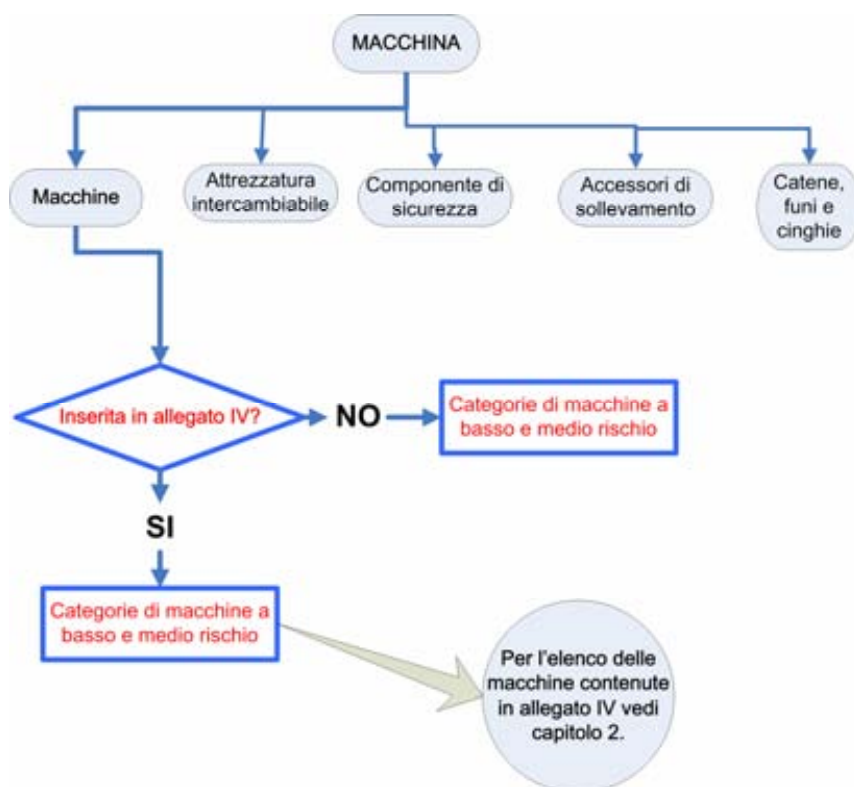 MACCHINA
Macchine
Attrezzatura
intercambiabile
Componente di
sicurezza
Accessori di
sollevamento
Catene,
funi e
cinghie
Inserita in allegato IV?
NO
Categorie di macchine a
basso e medio rischio
SI
Categorie di macchine a
basso e medio rischio
Per l'elenco delle
macchine contenute
in allegato IV vedi
capitolo 2.